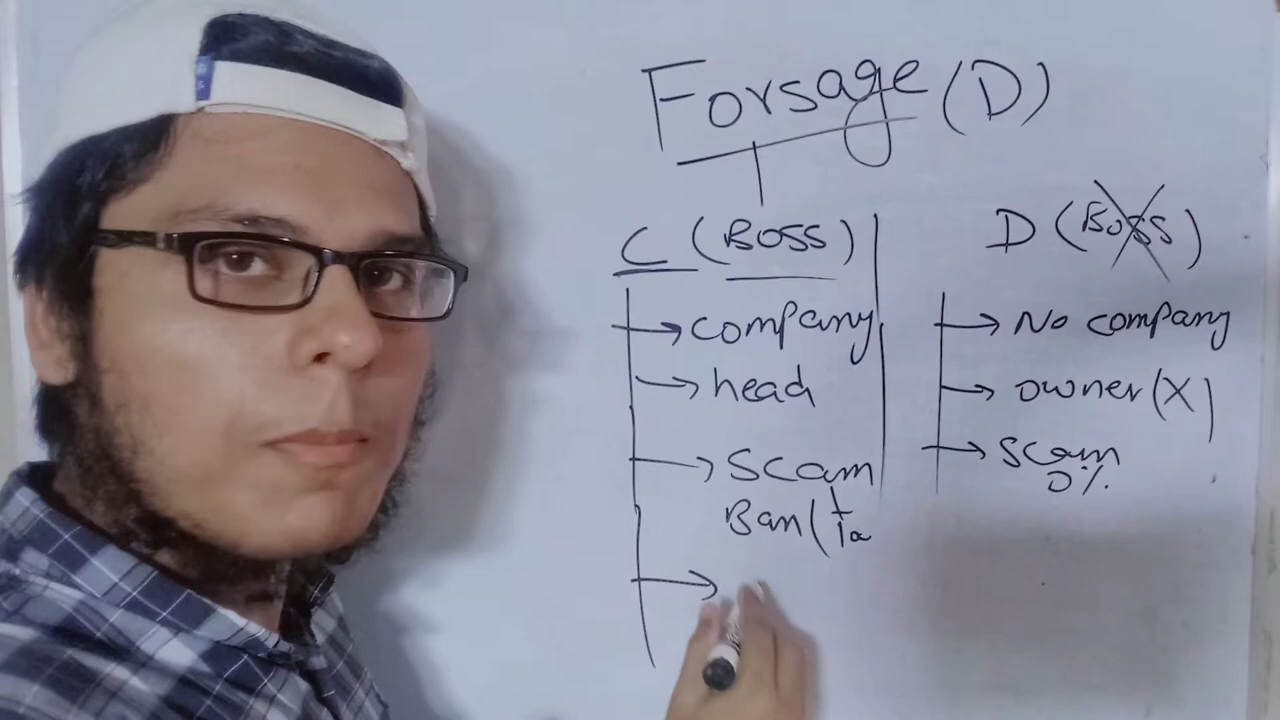 Forsage (D)
C (BOSS)
→ company
→ head
→ Scam
Ban (
→
D (BOSS)
→ No company
→ owner (X)
→ Scam
0%